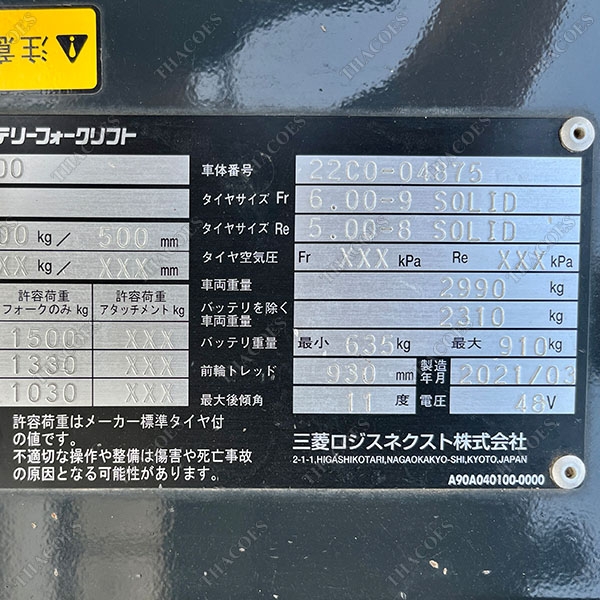 注意
テリーフォークリフト
00
車体番号 22C0-04875
タイヤサイズ Fr 6.00-9 SOLID
タイヤサイズ Re 5.00-8 SOLID
00 kg / 500 mm
タイヤ空気圧 Fr XXX kPa Re XXX kPa
XX kg / XXX mm
車両重量 2990 kg
許容荷重 フォークのみ kg
許容荷重 アタッチメント kg
バッテリを除く車両重量 2310 kg
1500 XXX
バッテリ重量 最小 635 kg 最大 910 kg
1330 XXX
前輪トレッド 930 mm 製造年月 2021/03
1030 XXX
最大後傾角 11 度 電圧 48 V
許容荷重はメーカー標準タイヤ付
の値です。
不適切な操作や整備は傷害や死亡事故
の原因となる可能性があります。
三菱ロジスネクスト株式会社
2-1-1,HIGASHIKOTARI,NAGAOKAKYO-SHI,KYOTO,JAPAN
A90A040100-0000
THACOES